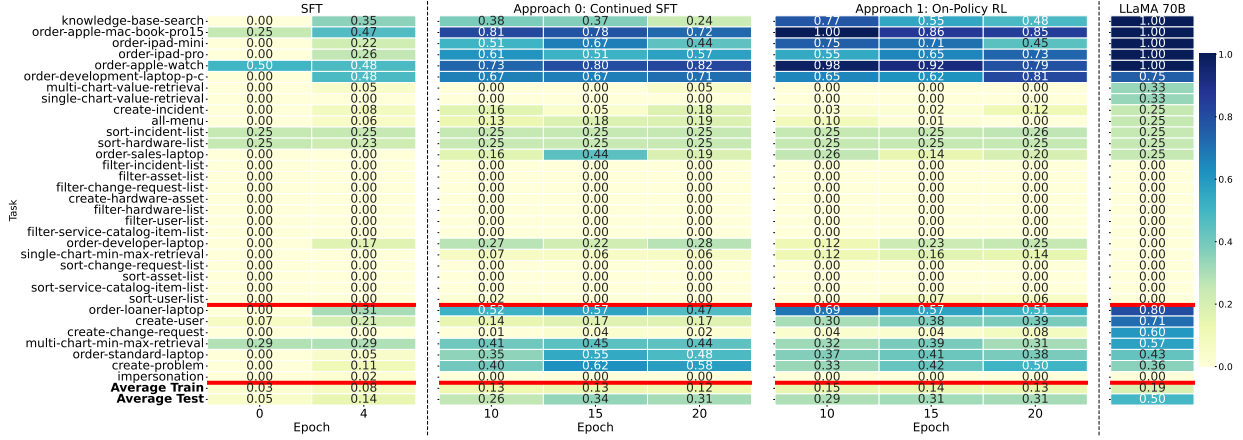 SFT Approach 0: Continued SFT Approach 1: On-Policy RL LLaMA 70B
knowledge-base-search 0.00 0.35 0.38 0.37 0.24 0.77 0.55 0.48 1.00
order-apple-mac-book-pro15 0.25 0.47 0.81 0.78 0.72 1.00 0.86 0.85 1.00
order-ipad-mini 0.00 0.22 0.51 0.67 0.44 0.75 0.71 0.45 1.00
order-ipad-pro 0.00 0.26 0.61 0.51 0.57 0.55 0.65 0.73 1.00
order-apple-watch 0.50 0.48 0.73 0.80 0.82 0.98 0.92 0.79 1.00
order-development-laptop-p-c 0.00 0.48 0.67 0.67 0.71 0.65 0.62 0.81 0.75
multi-chart-value-retrieval 0.00 0.05 0.00 0.00 0.05 0.00 0.00 0.00 0.33
single-chart-value-retrieval 0.00 0.00 0.00 0.00 0.00 0.00 0.00 0.00 0.33
create-incident 0.00 0.08 0.16 0.05 0.18 0.03 0.02 0.12 0.25
all-menu 0.00 0.06 0.13 0.18 0.19 0.10 0.01 0.00 0.25
sort-incident-list 0.25 0.25 0.25 0.25 0.25 0.25 0.25 0.26 0.25
sort-hardware-list 0.25 0.23 0.25 0.25 0.25 0.25 0.25 0.25 0.25
order-sales-laptop 0.00 0.00 0.16 0.44 0.19 0.26 0.14 0.20 0.25
filter-incident-list 0.00 0.00 0.00 0.00 0.00 0.00 0.00 0.00 0.00
filter-asset-list 0.00 0.00 0.00 0.00 0.00 0.00 0.00 0.00 0.00
filter-change-request-list 0.00 0.00 0.00 0.00 0.00 0.00 0.00 0.00 0.00
create-hardware-asset 0.00 0.00 0.00 0.00 0.00 0.00 0.00 0.00 0.00
filter-hardware-list 0.00 0.00 0.00 0.00 0.00 0.00 0.00 0.00 0.00
filter-user-list 0.00 0.00 0.00 0.00 0.00 0.00 0.00 0.00 0.00
filter-service-catalog-item-list 0.00 0.00 0.00 0.00 0.00 0.00 0.00 0.00 0.00
order-developer-laptop 0.00 0.17 0.27 0.22 0.28 0.12 0.23 0.25 0.00
single-chart-min-max-retrieval 0.00 0.00 0.07 0.06 0.06 0.12 0.16 0.14 0.00
sort-change-request-list 0.00 0.00 0.00 0.00 0.00 0.00 0.00 0.00 0.00
sort-asset-list 0.00 0.00 0.00 0.00 0.00 0.00 0.00 0.00 0.00
sort-service-catalog-item-list 0.00 0.00 0.00 0.00 0.00 0.00 0.00 0.00 0.00
sort-user-list 0.00 0.00 0.02 0.00 0.00 0.00 0.07 0.06 0.00
order-loaner-laptop 0.00 0.31 0.52 0.57 0.47 0.69 0.57 0.51 0.80
create-user 0.07 0.21 0.14 0.17 0.17 0.30 0.38 0.39 0.71
create-change-request 0.00 0.00 0.01 0.04 0.02 0.04 0.04 0.08 0.60
multi-chart-min-max-retrieval 0.29 0.29 0.41 0.45 0.44 0.32 0.39 0.31 0.57
order-standard-laptop 0.00 0.05 0.35 0.55 0.48 0.37 0.41 0.38 0.43
create-problem 0.00 0.11 0.40 0.62 0.58 0.33 0.42 0.50 0.36
impersonation 0.00 0.02 0.00 0.00 0.00 0.00 0.00 0.00 0.00
Average Train 0.03 0.08 0.13 0.13 0.12 0.15 0.14 0.13 0.19
Average Test 0.05 0.14 0.26 0.34 0.31 0.29 0.31 0.31 0.50
0 4 10 15 20 10 15 20
Epoch Epoch Epoch
Task
1.0
0.8
0.6
0.4
0.2
0.0